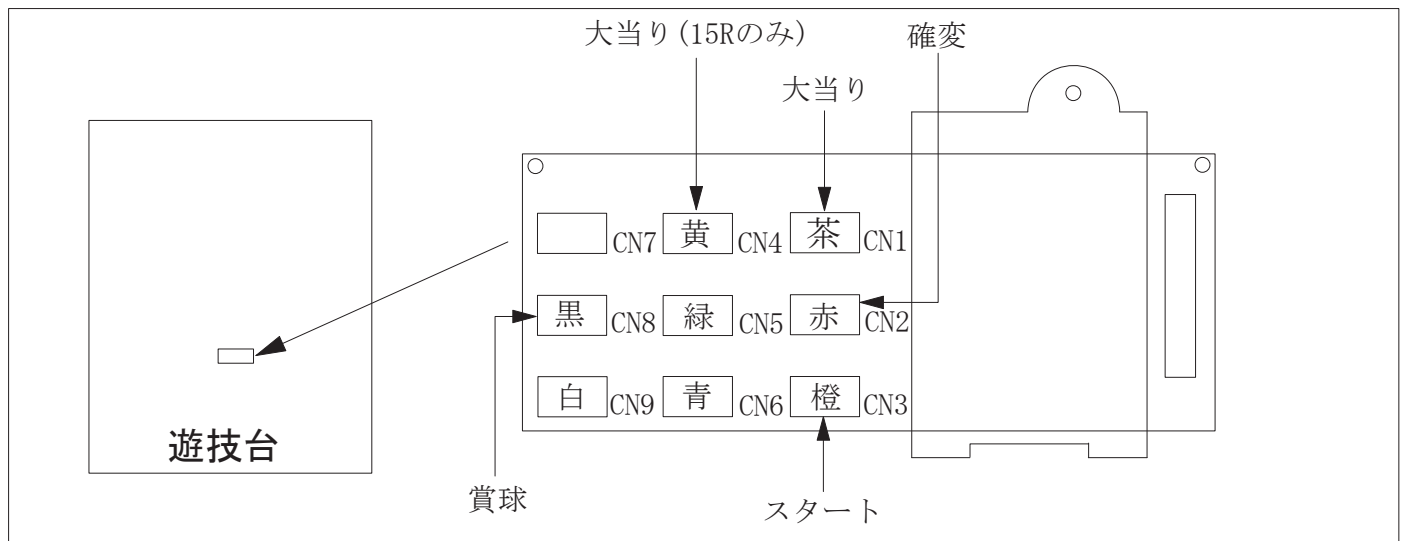 大当り(15Rのみ)
確変
大当り
CN7
黄
CN4
茶
CN1
黒
CN8
緑
CN5
赤
CN2
白
CN9
青
CN6
橙
CN3
遊技台
賞球
スタート